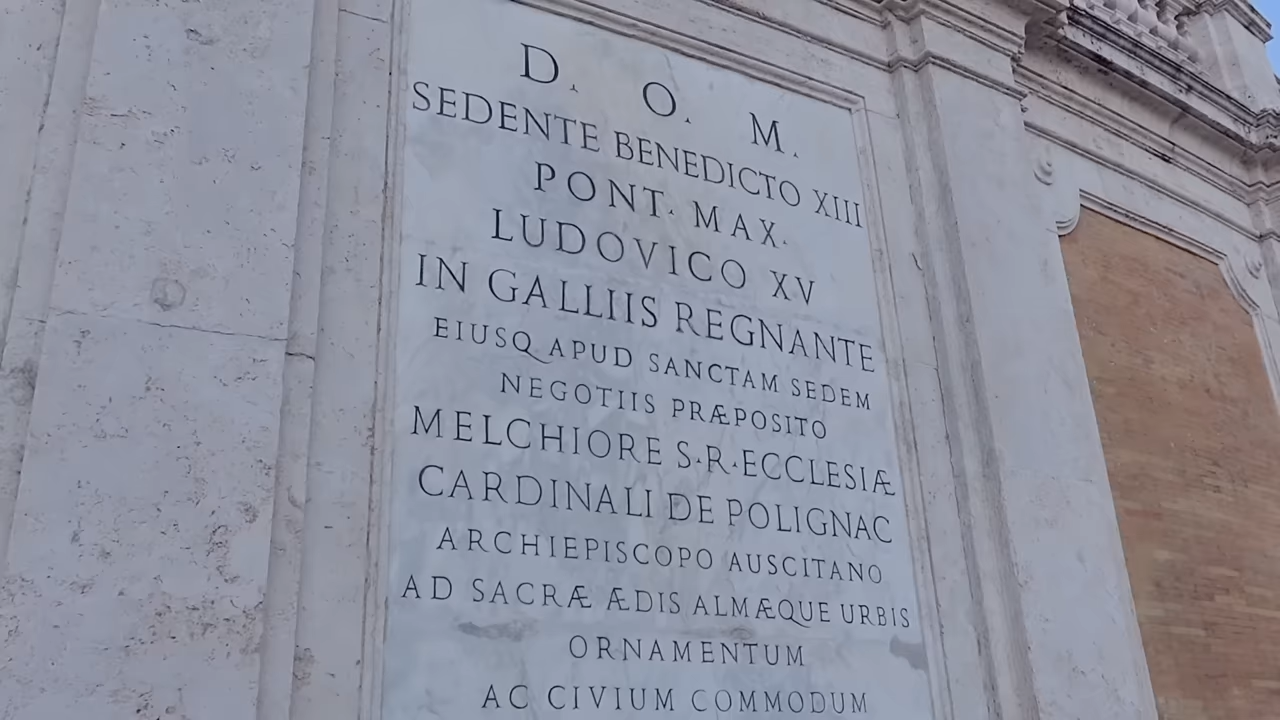 D. O. M.
SEDENTE BENEDICTO XIII
PONT· MAX·
LUDOVICO XV
IN GALLIIS REGNANTE
EIUSQ APUD SANCTAM SEDEM
NEGOTIIS PRÆPOSITO
MELCHIORE S·R·ECCLESIÆ
CARDINALI DE POLIGNAC
ARCHIEPISCOPO AUSCITANO
AD SACRÆ ÆDIS ALMÆQUE URBIS
ORNAMENTUM
AC CIVIUM COMMODUM